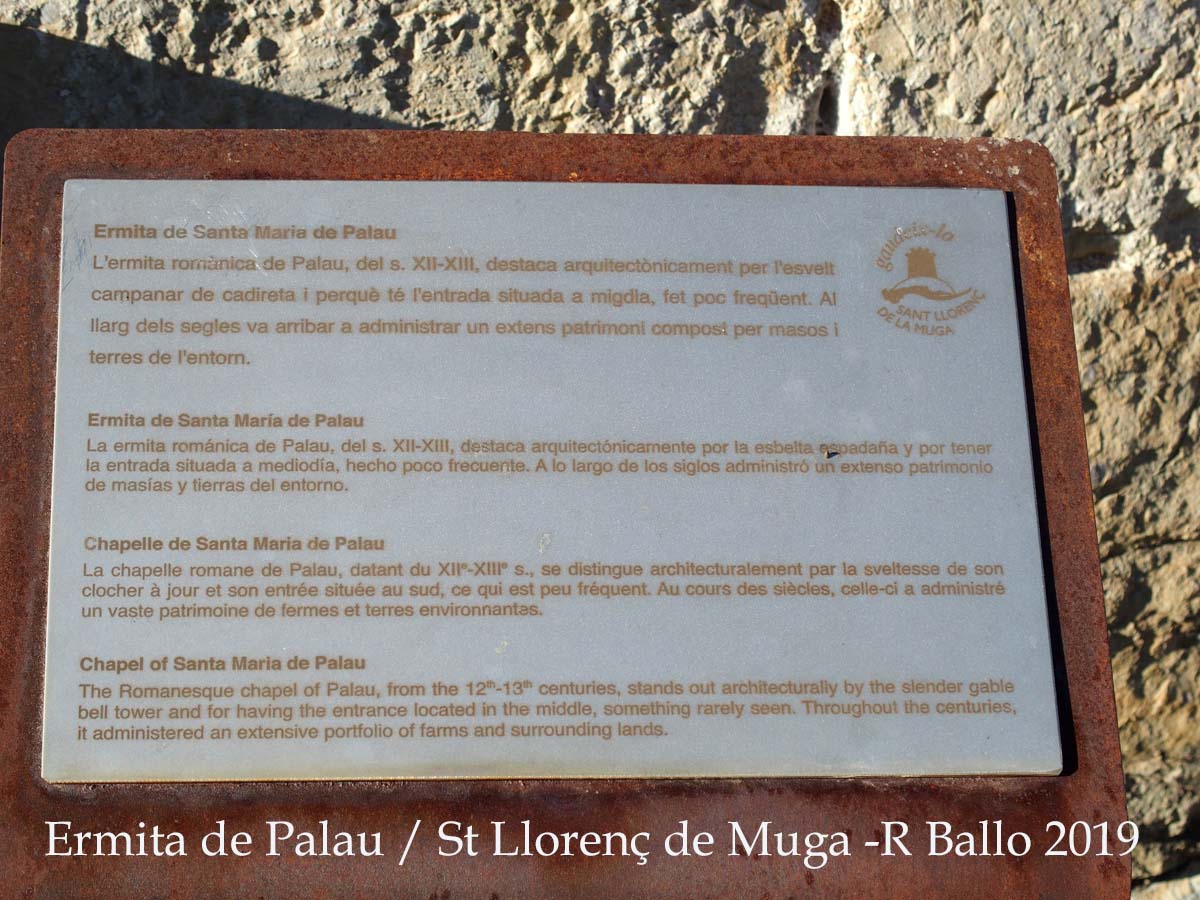 Ermita de Santa Maria de Palau
L'ermita romànica de Palau, del s. XII-XIII, destaca arquitectònicament per l'esvelt
campanar de cadireta i perquè té l'entrada situada a migdia, fet poc freqüent. Al
llarg dels segles va arribar a administrar un extens patrimoni compost per masos i
terres de l'entorn.
gaudeix-lo
SANT LLORENÇ
DE LA MUGA
Ermita de Santa María de Palau
La ermita románica de Palau, del s. XII-XIII, destaca arquitectónicamente por la esbelta espadaña y por tener
la entrada situada a mediodía, hecho poco frecuente. A lo largo de los siglos administró un extenso patrimonio
de masías y tierras del entorno.
Chapelle de Santa Maria de Palau
La chapelle romane de Palau, datant du XIIe-XIIIe s., se distingue architecturalement par la sveltesse de son
clocher à jour et son entrée située au sud, ce qui est peu fréquent. Au cours des siècles, celle-ci a administré
un vaste patrimoine de fermes et terres environnantes.
Chapel of Santa Maria de Palau
The Romanesque chapel of Palau, from the 12th-13th centuries, stands out architecturally by the slender gable
bell tower and for having the entrance located in the middle, something rarely seen. Throughout the centuries,
it administered an extensive portfolio of farms and surrounding lands.
Ermita de Palau / St Llorenç de Muga -R Ballo 2019